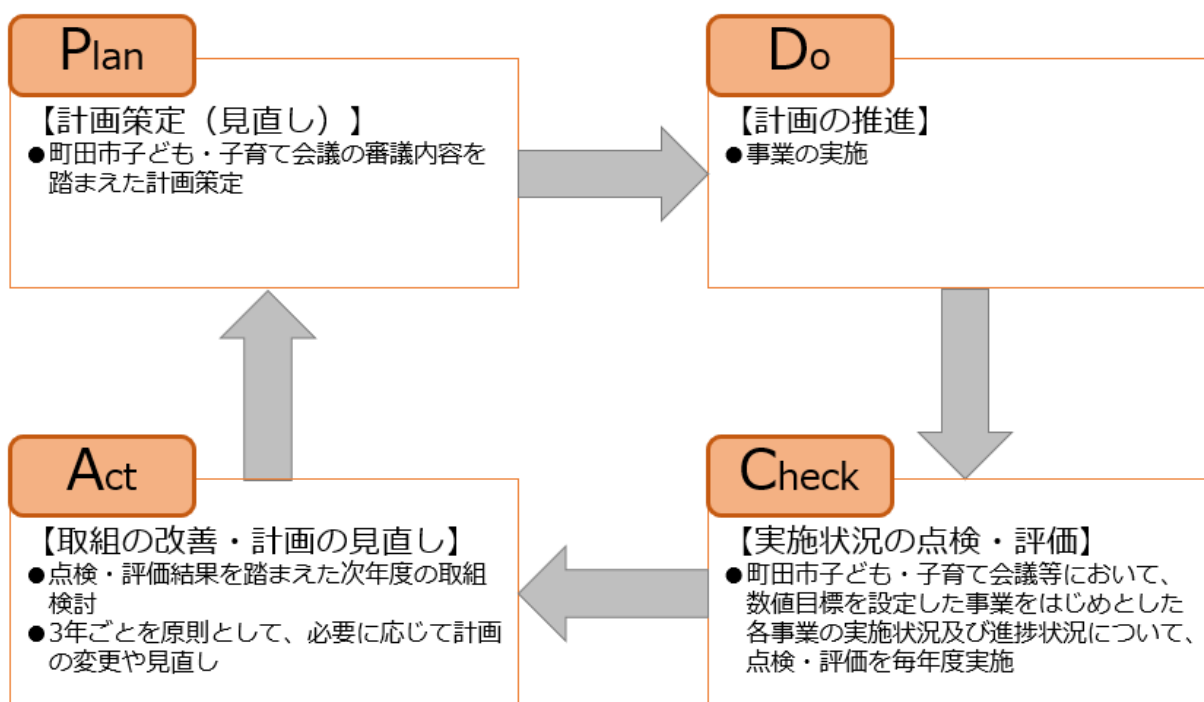 Plan
【計画策定（見直し）】
●町田市子ども・子育て会議の審議内容を
踏まえた計画策定
Do
【計画の推進】
●事業の実施
Act
【取組の改善・計画の見直し】
●点検・評価結果を踏まえた次年度の取組
検討
●3年ごとを原則として、必要に応じて計画
の変更や見直し
Check
【実施状況の点検・評価】
●町田市子ども・子育て会議等において、
数値目標を設定した事業をはじめとした
各事業の実施状況及び進捗状況について、
点検・評価を毎年度実施